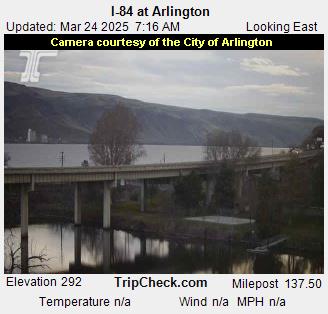 I-84 at Arlington
Updated: Mar 24 2025 7:16 AM Looking East
Camera courtesy of the City of Arlington
Elevation 292 TripCheck.com Milepost 137.50
Temperature n/a Wind n/a MPH n/a